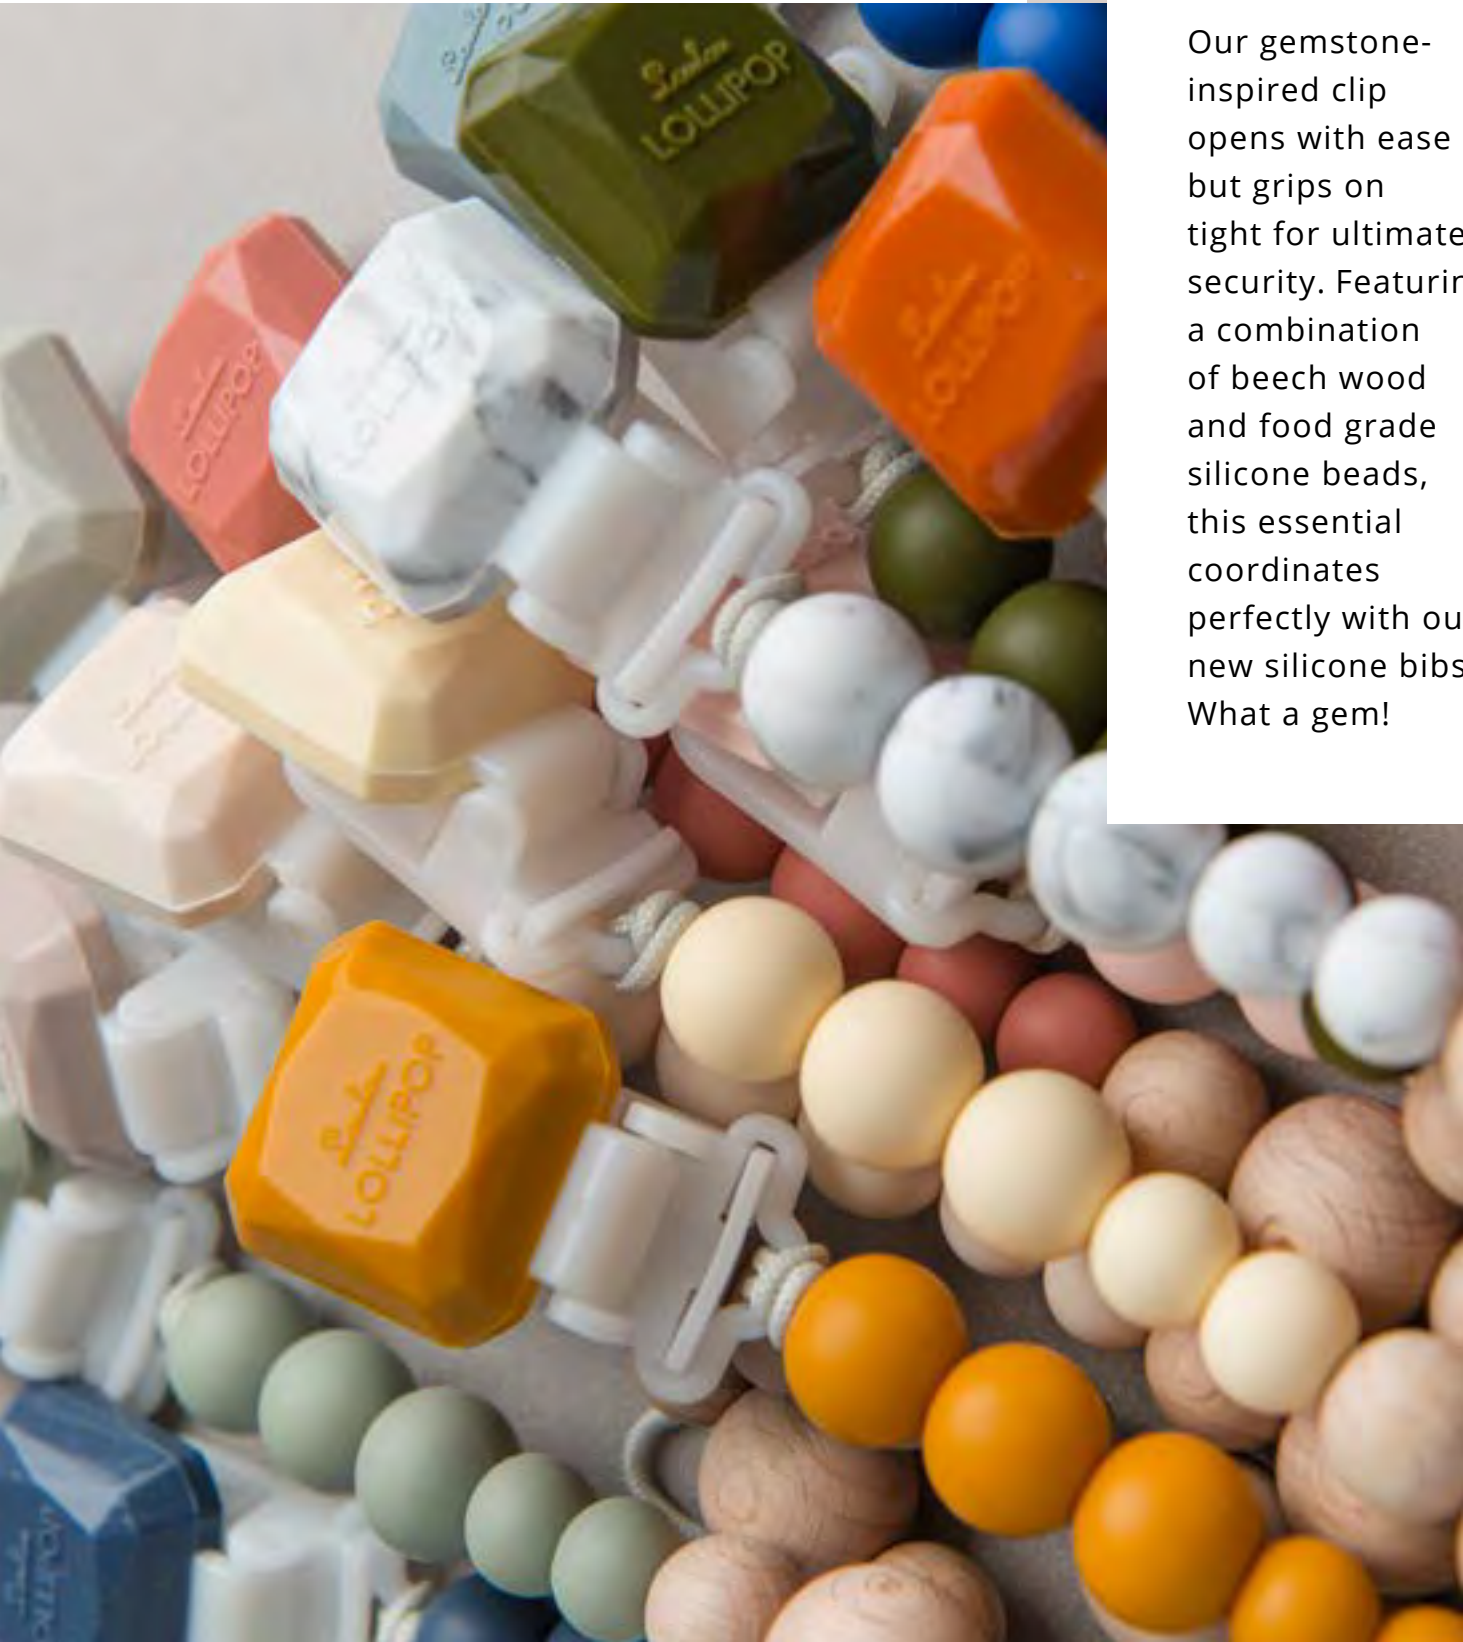 Our gemstone-
inspired clip
opens with ease
but grips on
tight for ultimate
security. Featurin
a combination
of beech wood
and food grade
silicone beads,
this essential
coordinates
perfectly with ou
new silicone bibs
What a gem!
LOLLIPOP
LOLLIPOP
LOLLIPOP
LOLLIPOP
LOLLIPOP